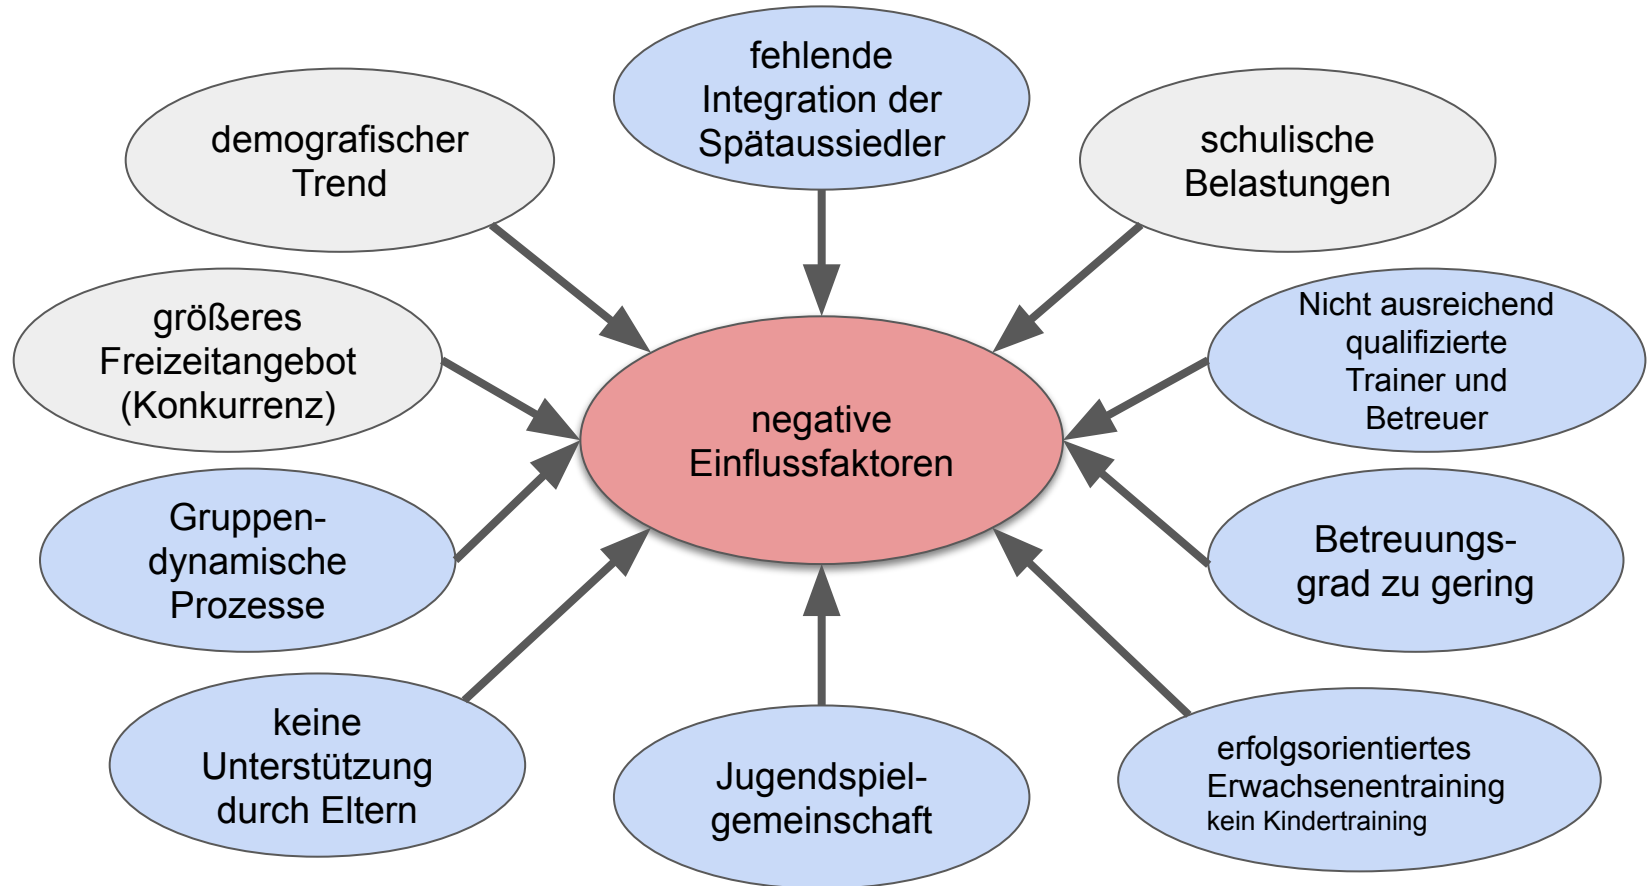 fehlende
Integration der
Spätaussiedler
demografischer
Trend
schulische
Belastungen
größeres
Freizeitangebot
(Konkurrenz)
Nicht ausreichend
qualifizierte
Trainer und
Betreuer
negative
Einflussfaktoren
Gruppen-
dynamische
Prozesse
Betreuungs-
grad zu gering
keine
Unterstützung
durch Eltern
Jugendspiel-
gemeinschaft
erfolgsorientiertes
Erwachsenentraining
kein Kindertraining